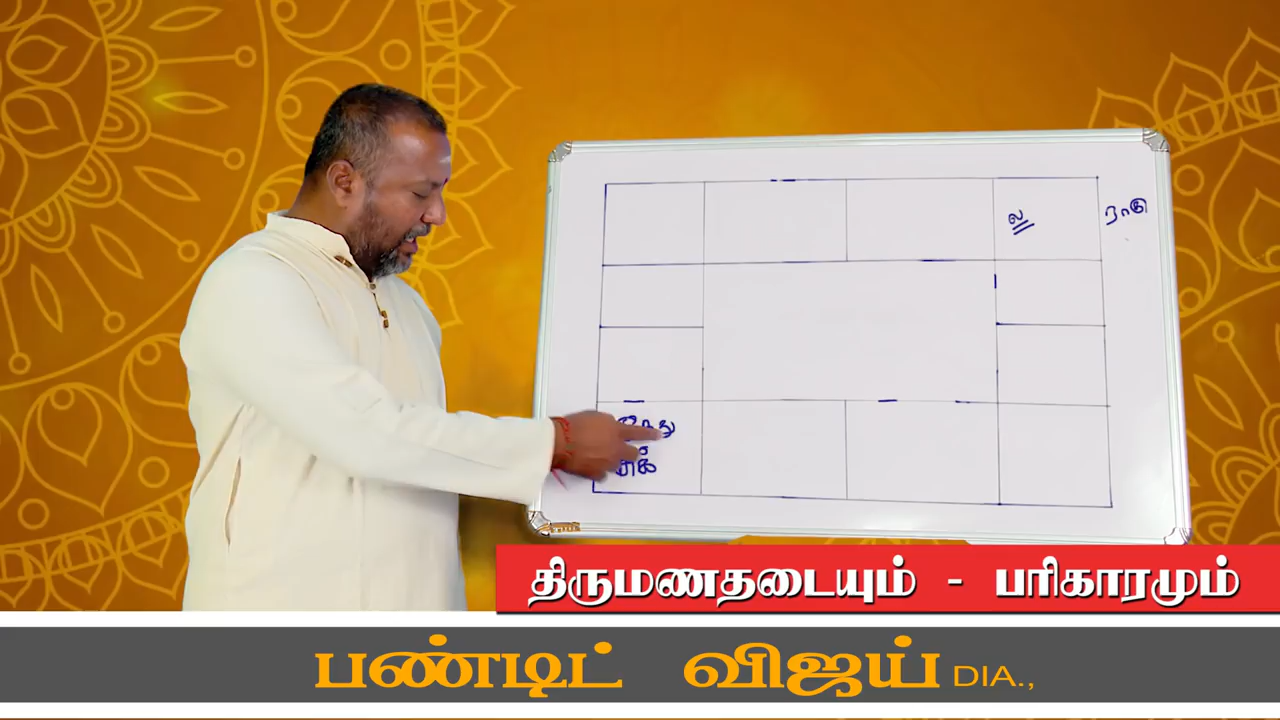 ல
ராகு
திருமணதடையும் - பரிகாரமும்
பண்டிட் விஜய் DIA.,